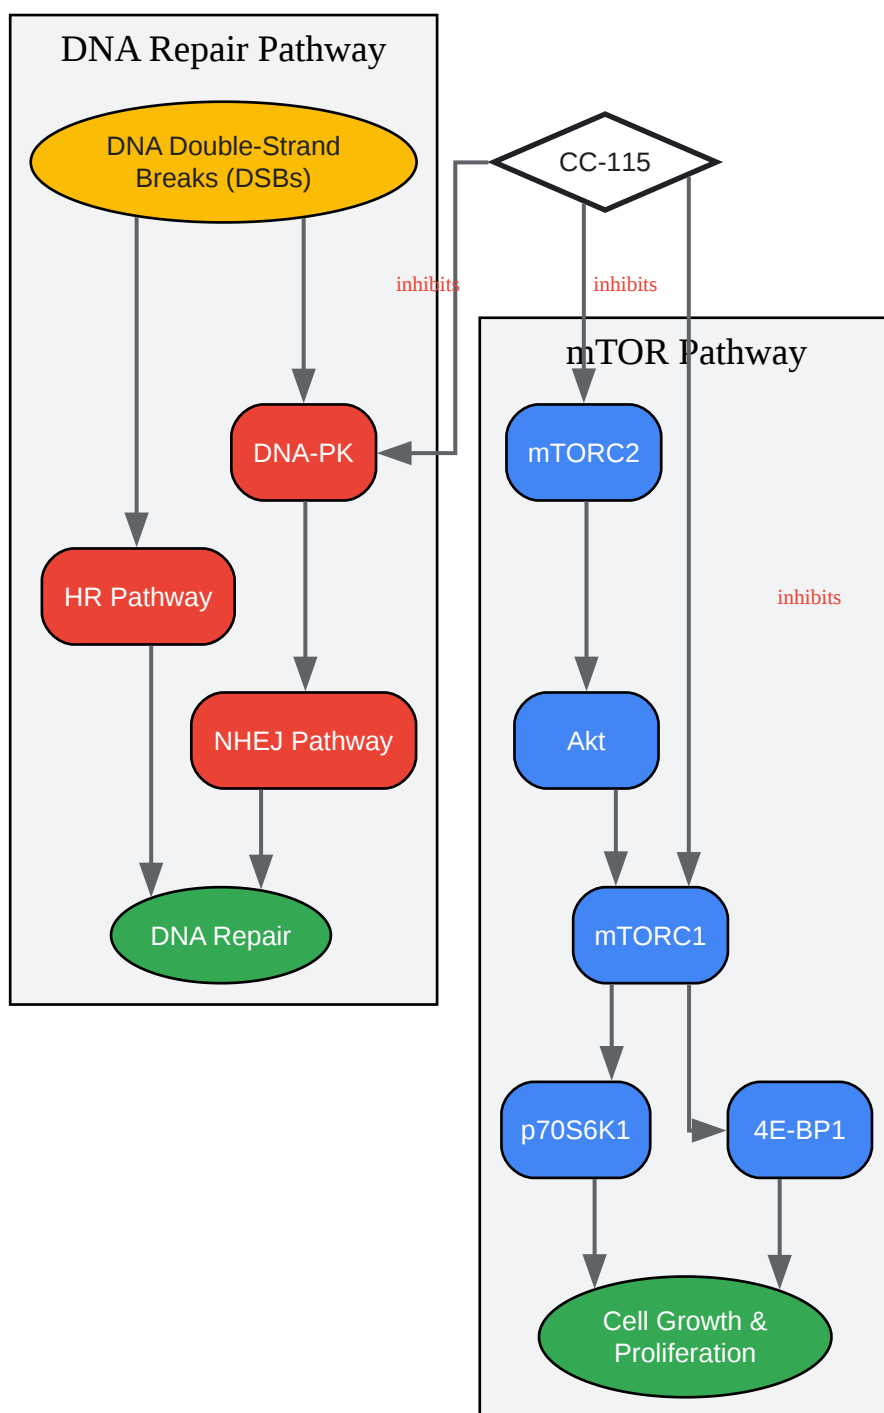 DNA Repair Pathway
DNA Double-Strand
Breaks (DSBs)
CC-115
inhibits
inhibits
mTOR Pathway
DNA-PK
mTORC2
HR Pathway
inhibits
NHEJ Pathway
Akt
DNA Repair
mTORC1
p70S6K1
4E-BP1
Cell Growth &
Proliferation